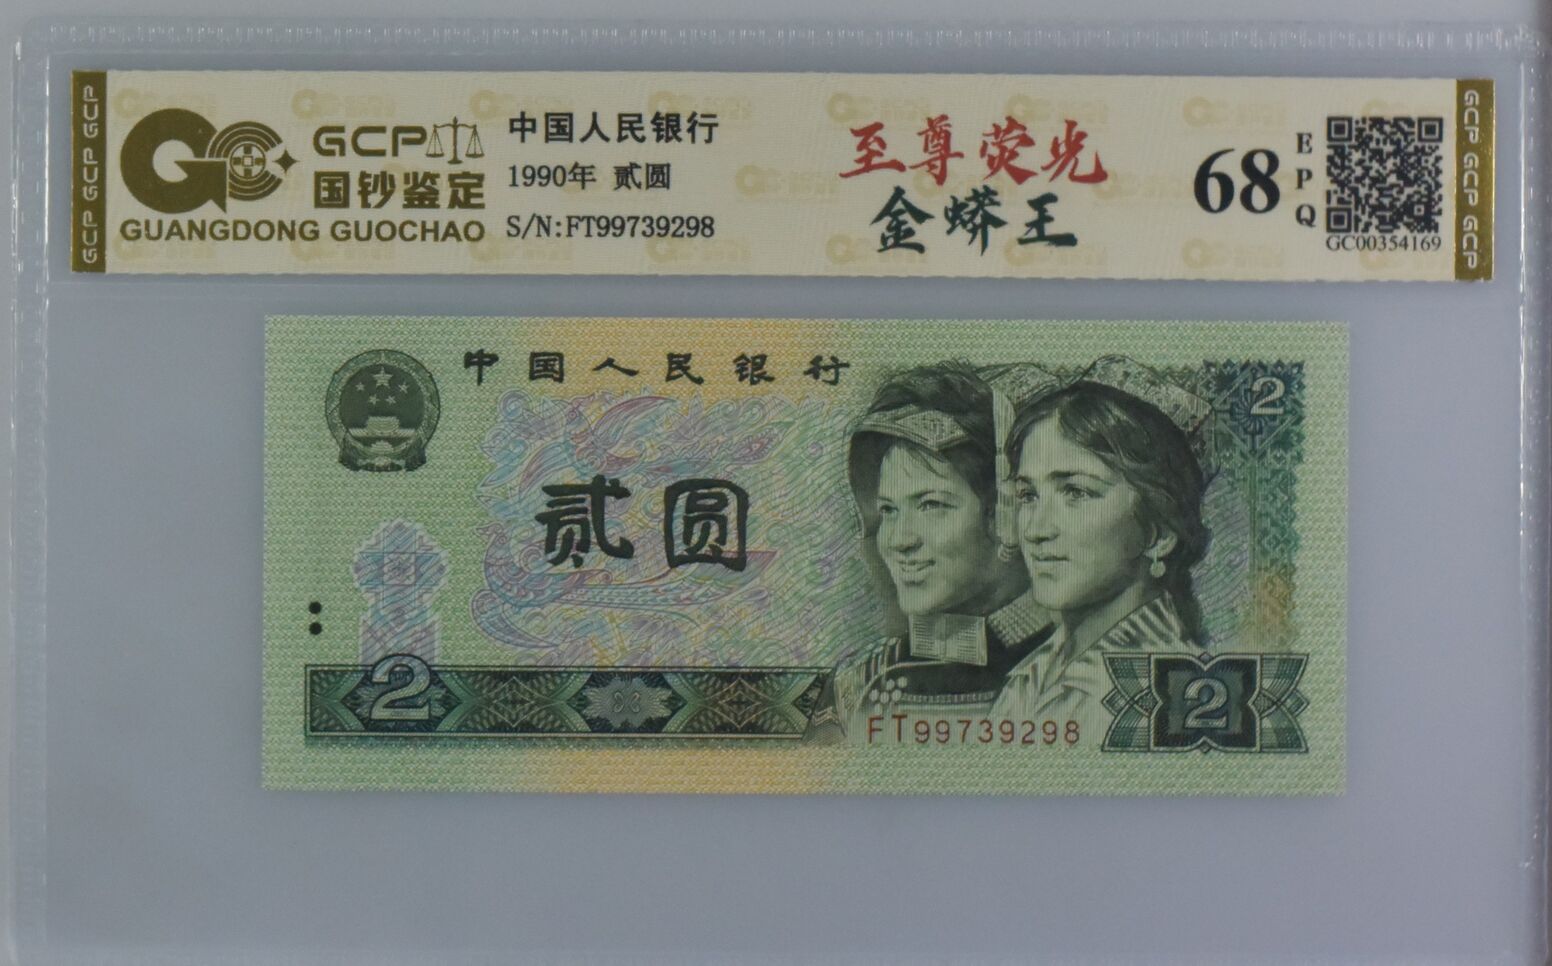 GCP GCP GCP
GCP
国钞鉴定
GUANGDONG GUOCHAO
中国人民银行
1990年 贰圆
S/N:FT99739298
至尊荧光
金蟒王
68
EPQ
GC00354169
GCP GCP GCP
中国人民银行
2
贰圆
2
2
FT99739298